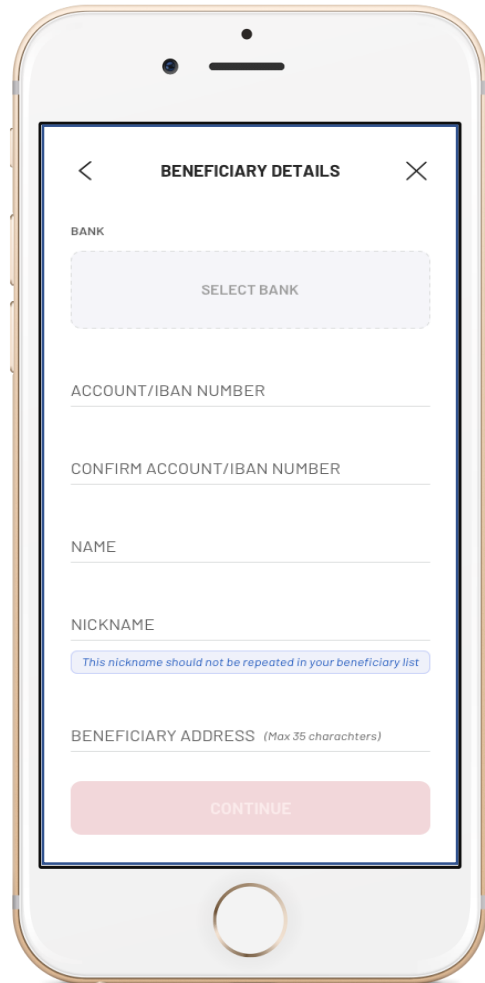 BENEFICIARY DETAILS
BANK
SELECT BANK
ACCOUNT/IBAN NUMBER
CONFIRM ACCOUNT/IBAN NUMBER
NAME
NICKNAME
This nickname should not be repeated in your beneficiary list
BENEFICIARY ADDRESS (Max 35 charachters)
CONTINUE